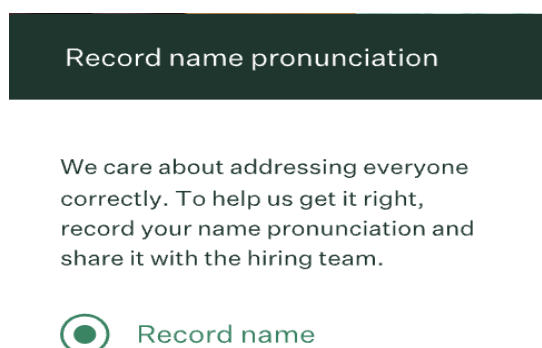 Record name pronunciation
We care about addressing everyone
correctly. To help us get it right,
record your name pronunciation and
share it with the hiring team.
Record name